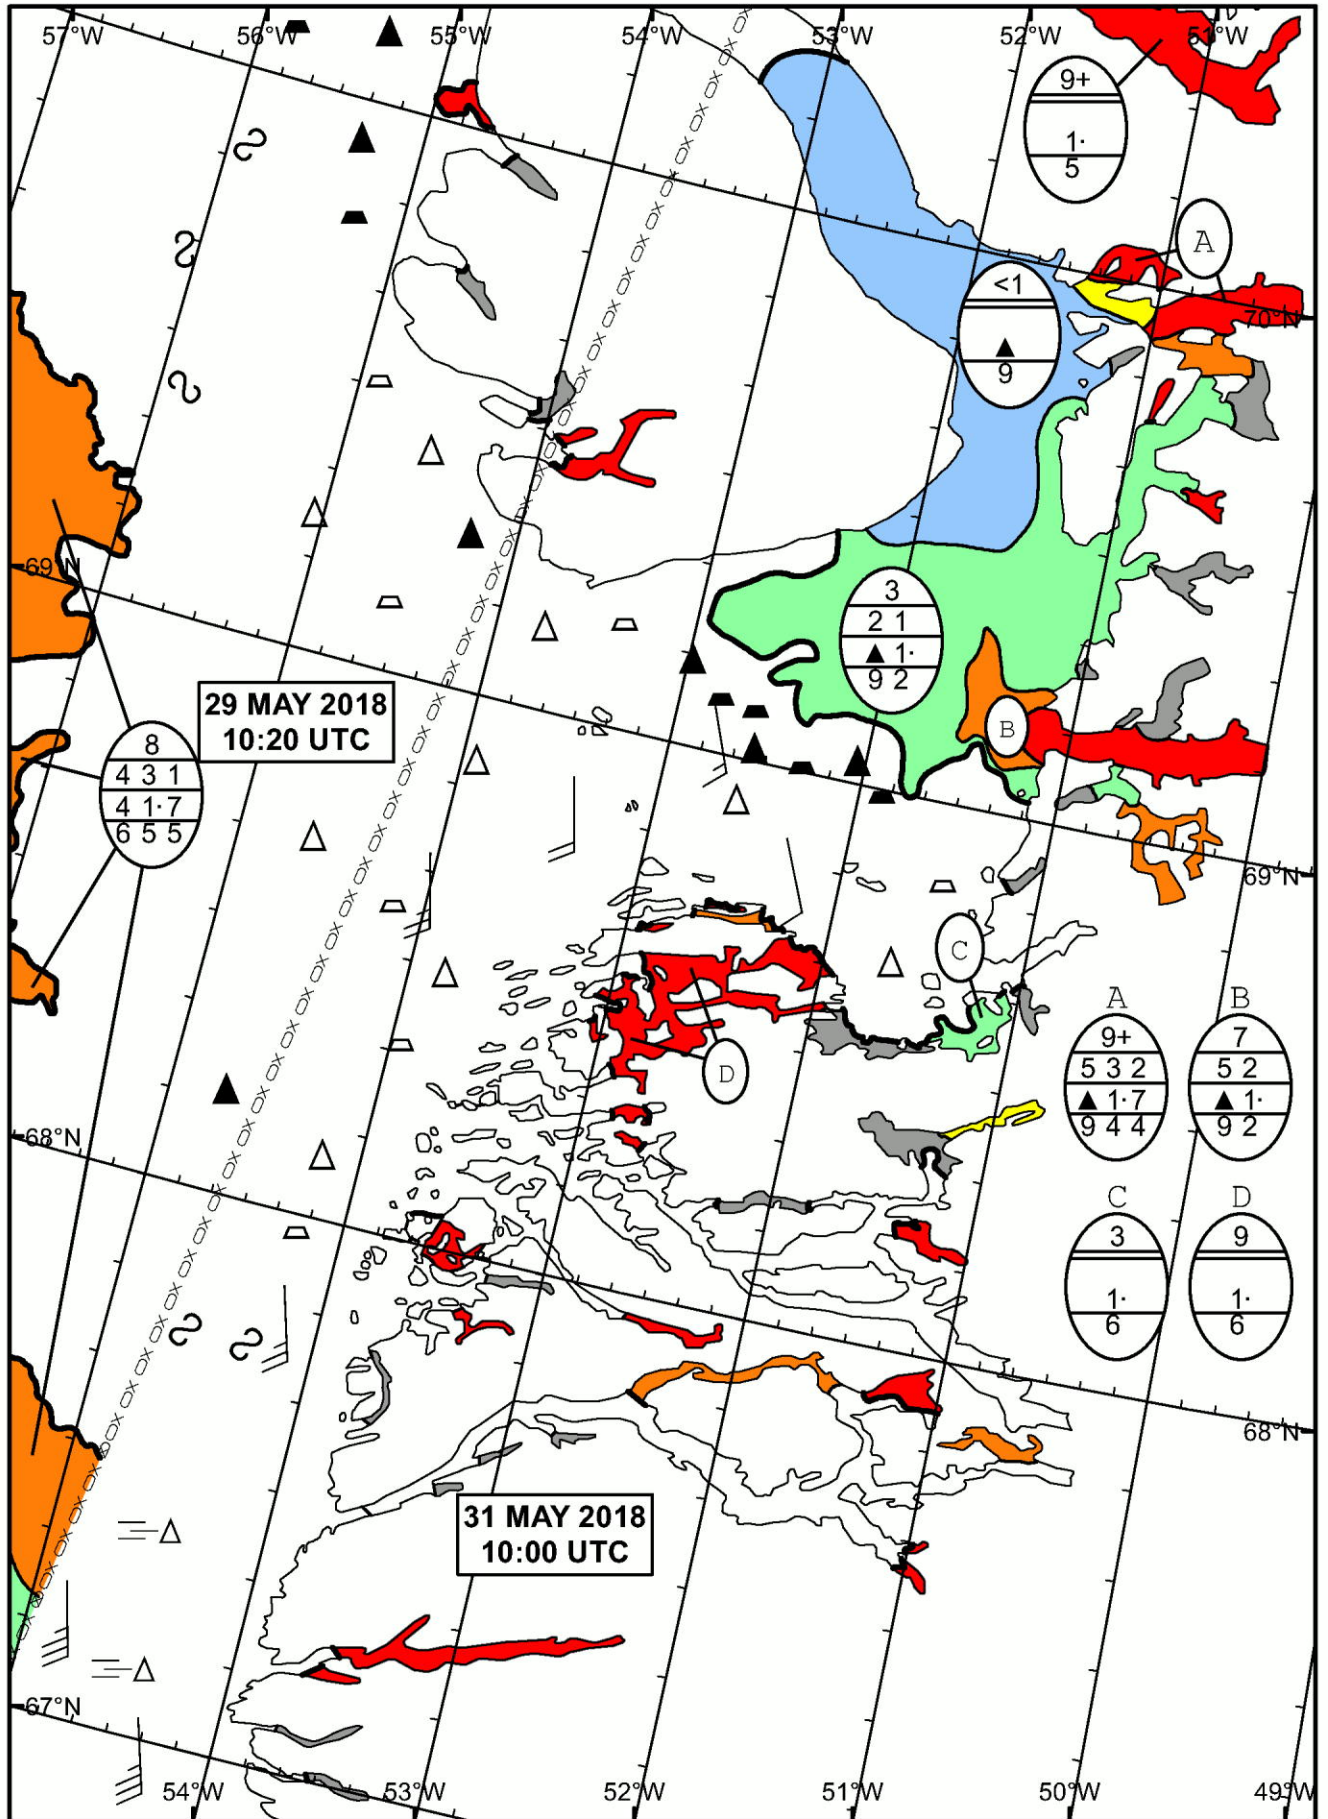 57°W 56°W 55°W 54°W 53°W 52°W 51°W
9+
1·
5
A
<1
9
70°N
3
2 1
1·
9 2
69°N
29 MAY 2018
10:20 UTC
B
8
4 3 1
4 1·7
6 5 5
69°N
C
D
A B
9+ 7
5 3 2 5 2
1·7 1·
9 4 4 9 2
68°N
C D
3 9
1· 1·
6 6
68°N
31 MAY 2018
10:00 UTC
67°N
54°W 53°W 52°W 51°W 50°W 49°W